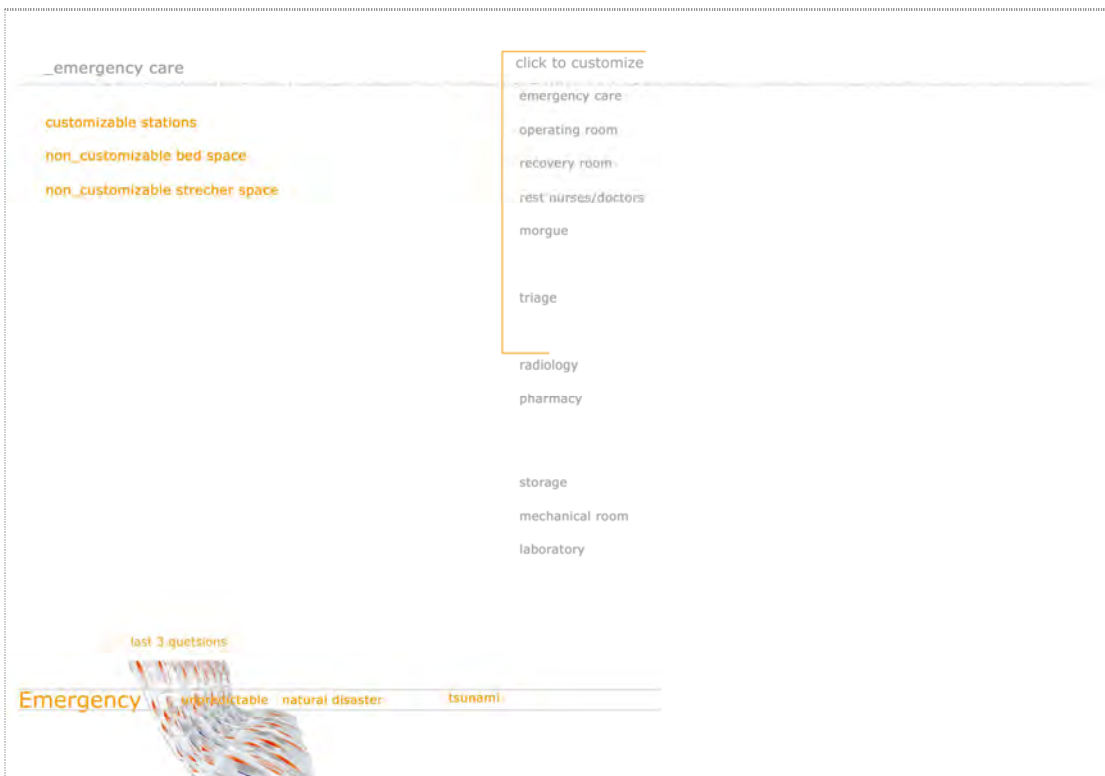 _emergency care
customizable stations
non_customizable bed space
non_customizable strecher space
click to customize
emergency care
operating room
recovery room
rest nurses/doctors
morgue
triage
radiology
pharmacy
storage
mechanical room
laboratory
last 3 quetsions
Emergency unpredictable natural disaster tsunami